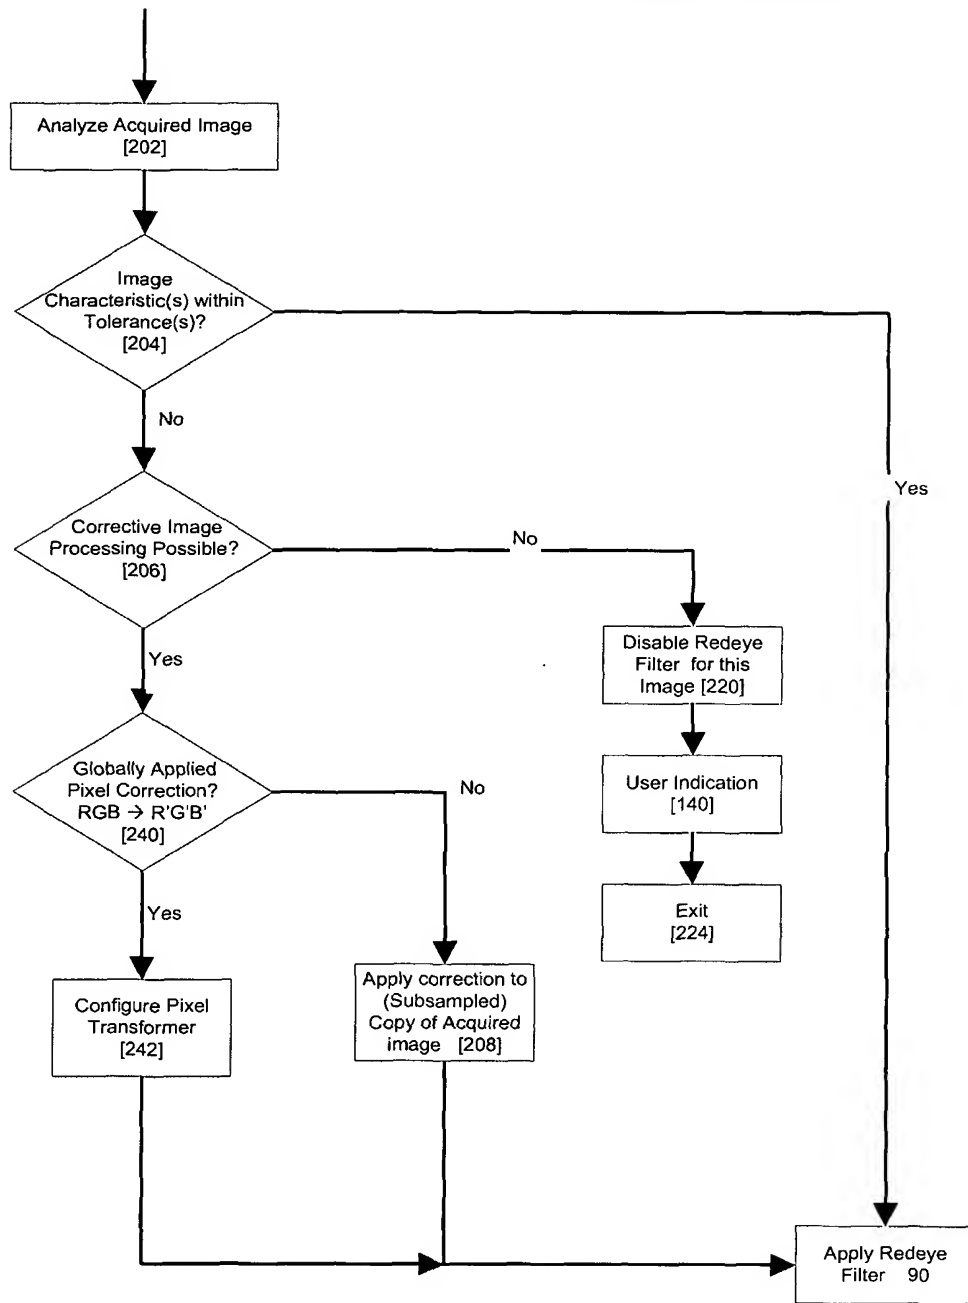 Analyze Acquired Image
[202]
Image
Characteristic(s) within
Tolerance(s)?
[204]
No
Yes
Corrective Image
Processing Possible?
[206]
No
Yes
Disable Redeye
Filter for this
Image [220]
Globally Applied
Pixel Correction?
RGB → R'G'B'
[240]
No
User Indication
[140]
Yes
Exit
[224]
Configure Pixel
Transformer
[242]
Apply correction to
(Subsampled)
Copy of Acquired
image [208]
Apply Redeye
Filter 90